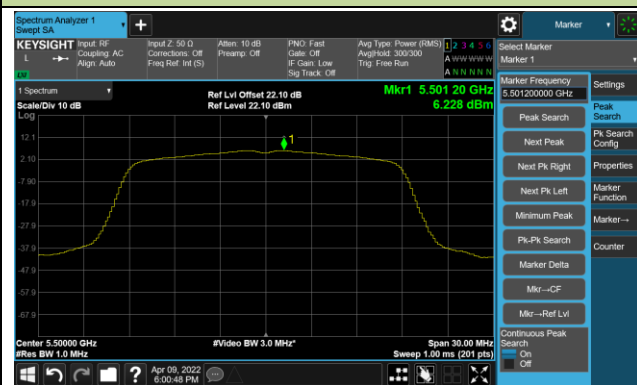 Spectrum Analyzer 1
Swept SA
+
Marker
KEYSIGHT
L
LXI
Input: RF
Coupling: AC
Align: Auto
Input Z: 50 Ω
Corrections: Off
Freq Ref: Int (S)
Atten: 10 dB
Preamp: Off
PNO: Fast
Gate: Off
IF Gain: Low
Sig Track: Off
Avg Type: Power (RMS)
Avg|Hold: 300/300
Trig: Free Run
1 2 3 4 5 6
A W W W W W
A N N N N N
Select Marker
Marker 1
1 Spectrum
Scale/Div 10 dB
Log
Ref Lvl Offset 22.10 dB
Ref Level 22.10 dBm
Mkr1 5.501 20 GHz
6.228 dBm
1
12.1
2.10
-7.90
-17.9
-27.9
-37.9
-47.9
-57.9
-67.9
Center 5.50000 GHz
#Res BW 1.0 MHz
#Video BW 3.0 MHz*
Span 30.00 MHz
Sweep 1.00 ms (201 pts)
Marker Frequency
5.501200000 GHz
Peak Search
Next Peak
Next Pk Right
Next Pk Left
Minimum Peak
Pk-Pk Search
Marker Delta
Mkr→CF
Mkr→Ref Lvl
Continuous Peak
Search
On
Off
Settings
Peak
Search
Pk Search
Config
Properties
Marker
Function
Marker→
Counter
?
Apr 09, 2022
6:00:48 PM